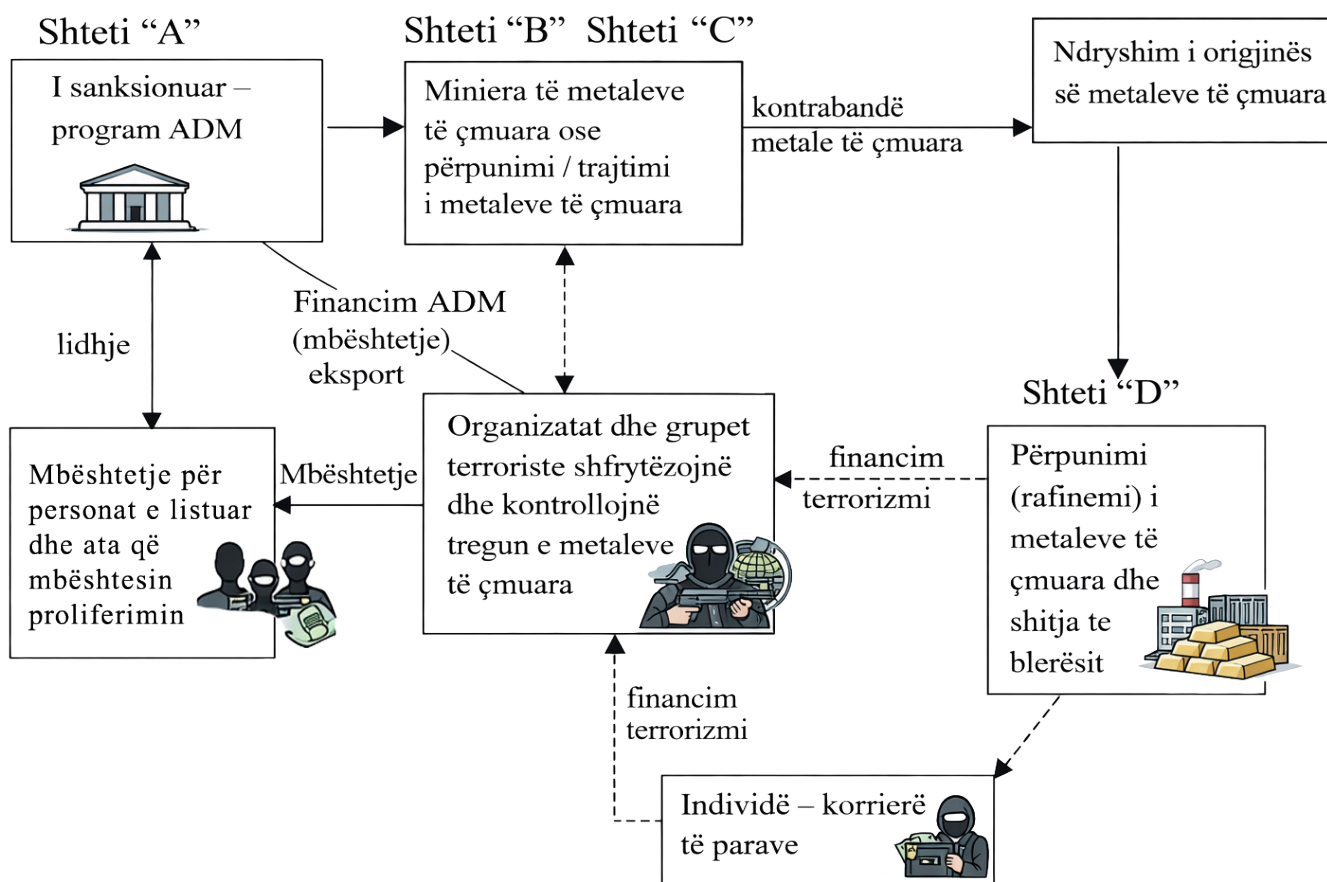 Shteti “A”
I sanksionuar –
program ADM
Shteti “B” Shteti “C”
Miniera të metaleve
të çmuara ose
përpunimi / trajtimi
i metaleve të çmuara
kontrabandë
metale të çmuara
Ndryshim i origjinës
së metaleve të çmuara
lidhje
Financim ADM
(mbështetje)
eksport
Mbështetje për
personat e listuar
dhe ata që
mbështesin
proliferimin
Mbështetje
Organizatat dhe grupet
terroriste shfrytëzojnë
dhe kontrollojnë
tregun e metaleve
të çmuara
financim
terrorizmi
Shteti “D”
Përpunimi
(rafinemi) i
metaleve të
çmuara dhe
shitja te
blerësit
financim
terrorizmi
Individë – korrierë
të parave